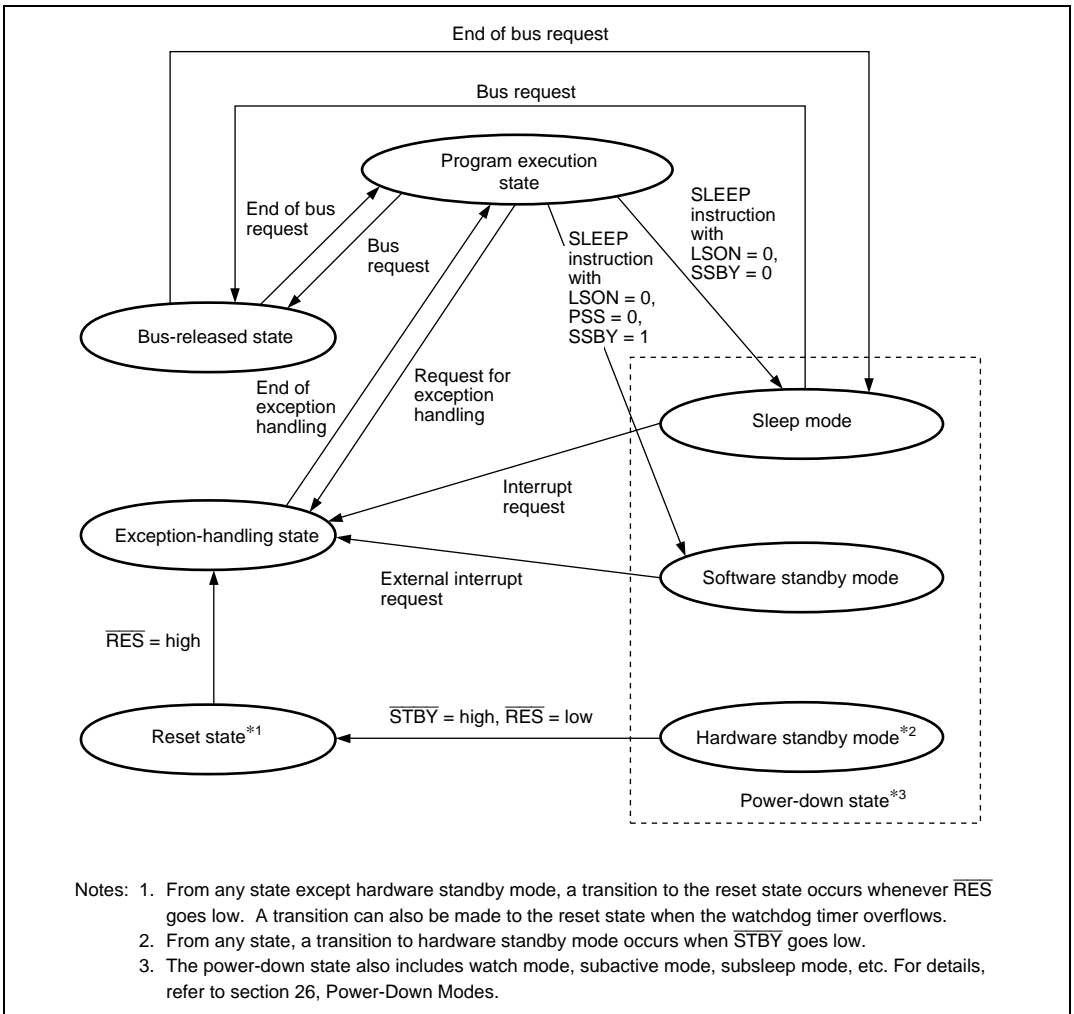 End of bus request
Bus request
Program execution
state
SLEEP
instruction
with
LSON = 0,
SSBY = 0
End of bus
request
Bus
request
SLEEP
instruction
with
LSON = 0,
PSS = 0,
SSBY = 1
Bus-released state
End of
exception
handling
Request for
exception
handling
Sleep mode
Interrupt
request
Exception-handling state
External interrupt
request
Software standby mode
R̅E̅S̅ = high
S̅T̅B̅Y̅ = high, R̅E̅S̅ = low
Reset state*1
Hardware standby mode*2
Power-down state*3
Notes: 1. From any state except hardware standby mode, a transition to the reset state occurs whenever R̅E̅S̅
goes low. A transition can also be made to the reset state when the watchdog timer overflows.
2. From any state, a transition to hardware standby mode occurs when S̅T̅B̅Y̅ goes low.
3. The power-down state also includes watch mode, subactive mode, subsleep mode, etc. For details,
refer to section 26, Power-Down Modes.